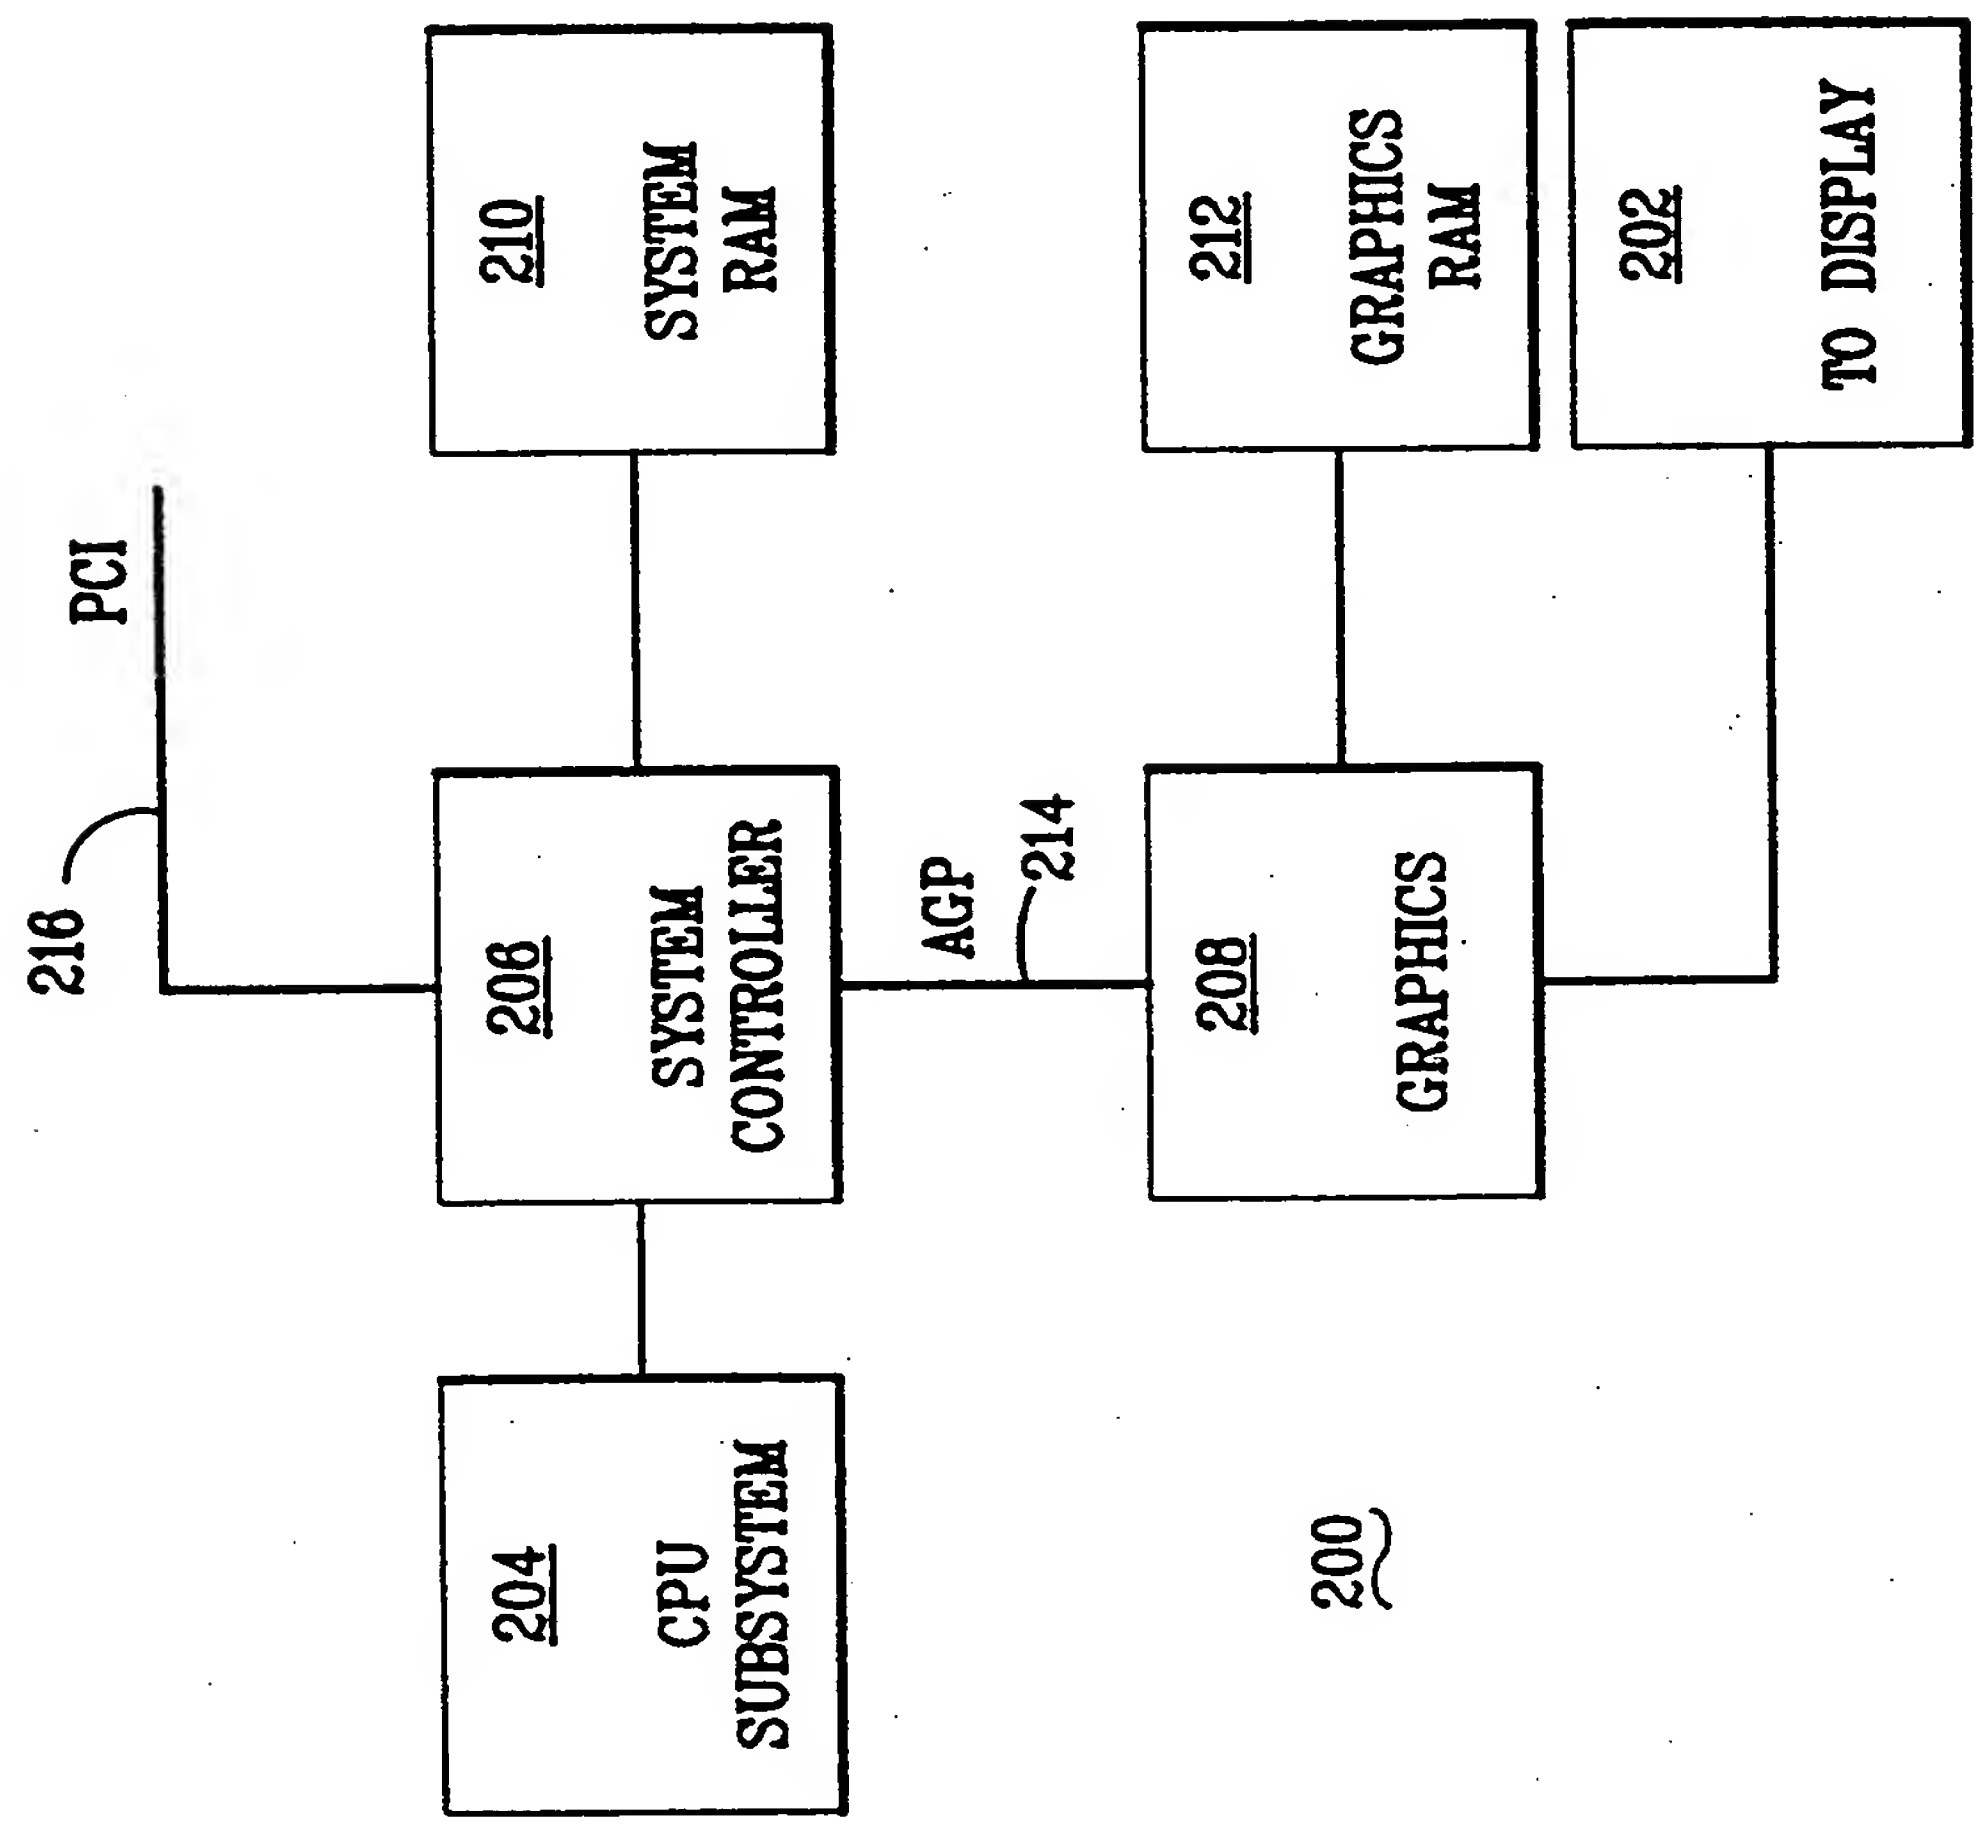 216
PCI
204
CPU
SUBSYSTEM
206
SYSTEM
CONTROLLER
210
SYSTEM
RAM
AGP
214
208
GRAPHICS
212
GRAPHICS
RAM
200
202
TO DISPLAY